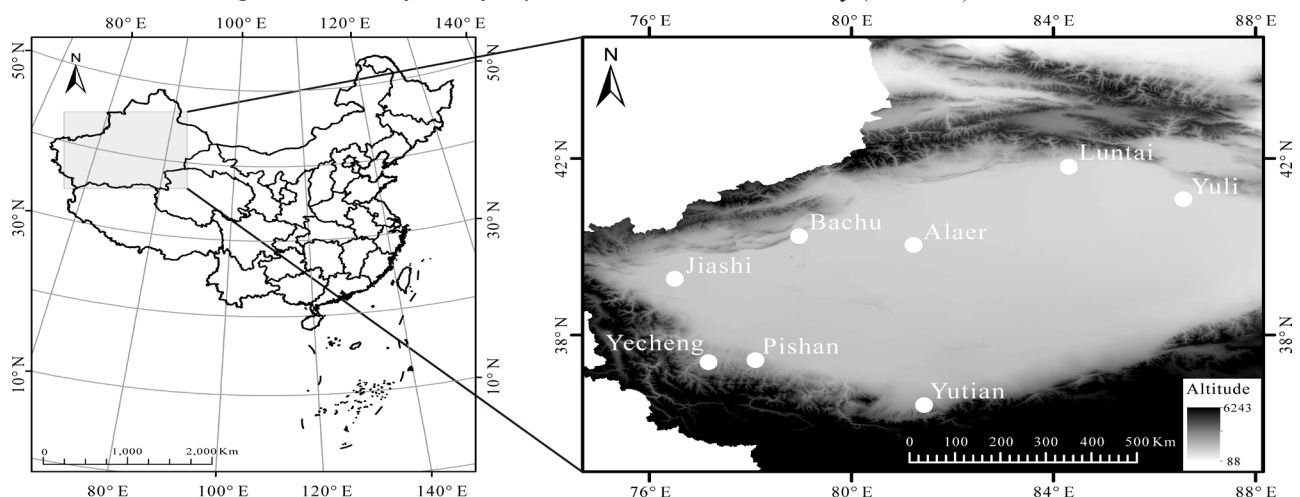 80° E 100° E 120° E 140° E
50° N
30° N
10° N
50° N
30° N
10° N
N
0 1,000 2,000 Km
80° E 100° E 120° E 140° E
76° E 80° E 84° E 88° E
42° N
38° N
42° N
38° N
N
Luntai
Yuli
Bachu
Alaer
Jiashi
Yecheng
Pishan
Yutian
Altitude
6243
88
0 100 200 300 400 500 Km
76° E 80° E 84° E 88° E